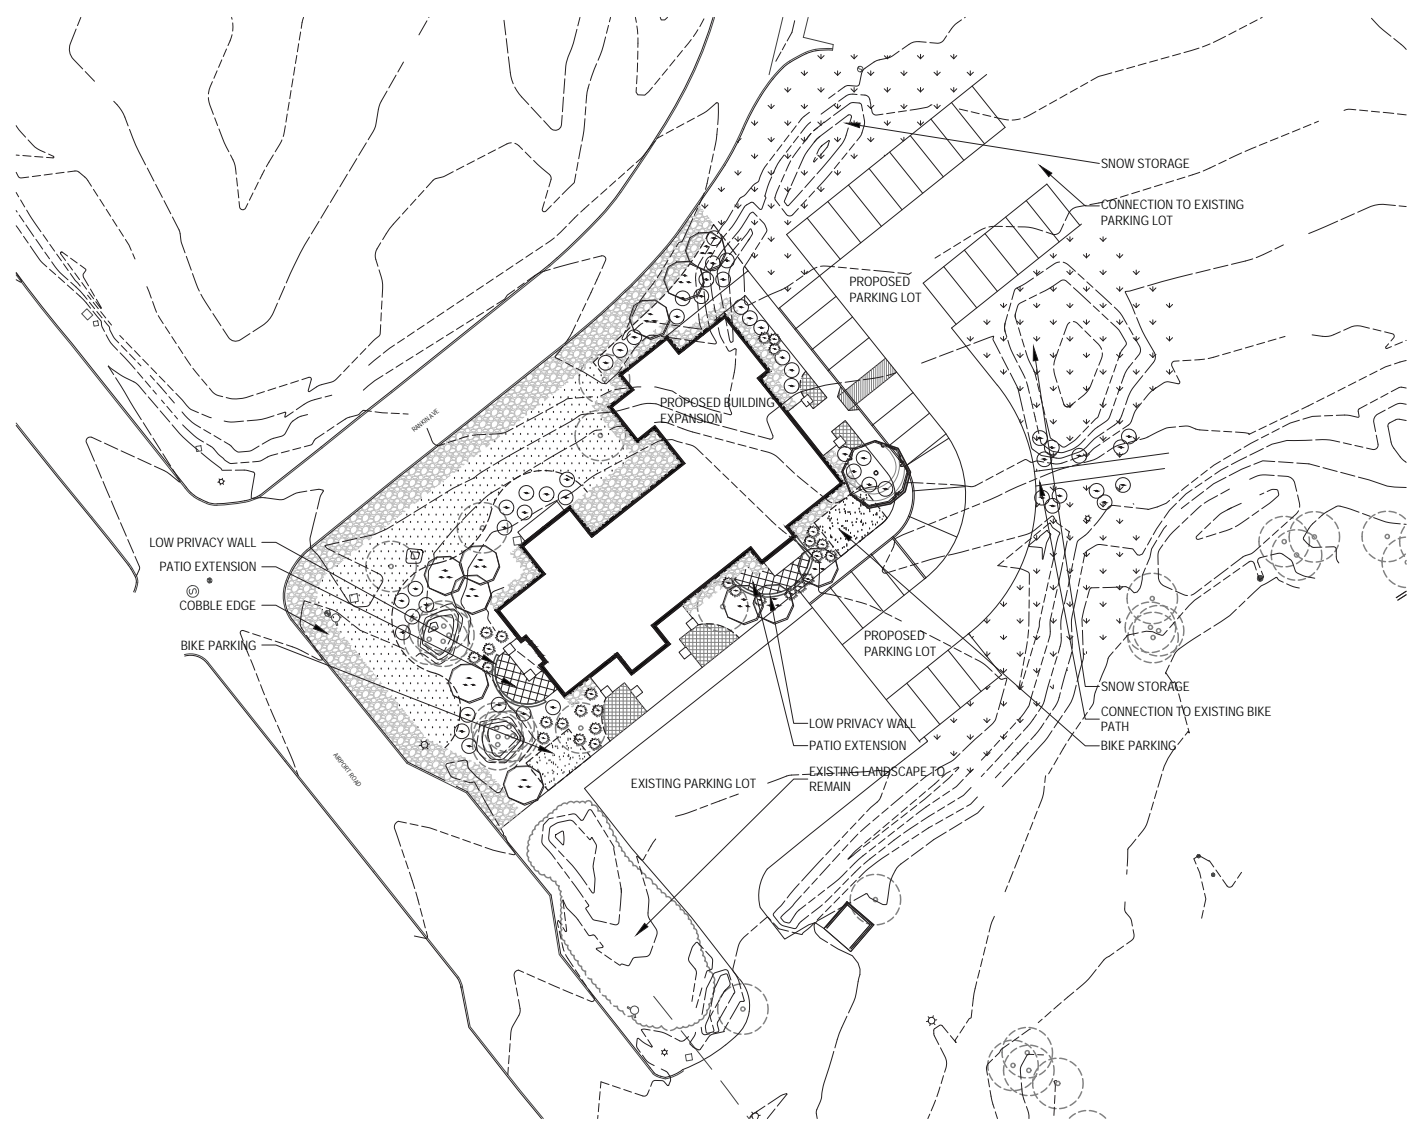 SNOW STORAGE
CONNECTION TO EXISTING
PARKING LOT
PROPOSED
PARKING LOT
PROPOSED BUILDING
EXPANSION
RANKIN AVE
LOW PRIVACY WALL
PATIO EXTENSION
COBBLE EDGE
BIKE PARKING
PROPOSED
PARKING LOT
SNOW STORAGE
CONNECTION TO EXISTING BIKE
PATH
BIKE PARKING
LOW PRIVACY WALL
PATIO EXTENSION
EXISTING LANDSCAPE TO
REMAIN
EXISTING PARKING LOT
AIRPORT ROAD
S